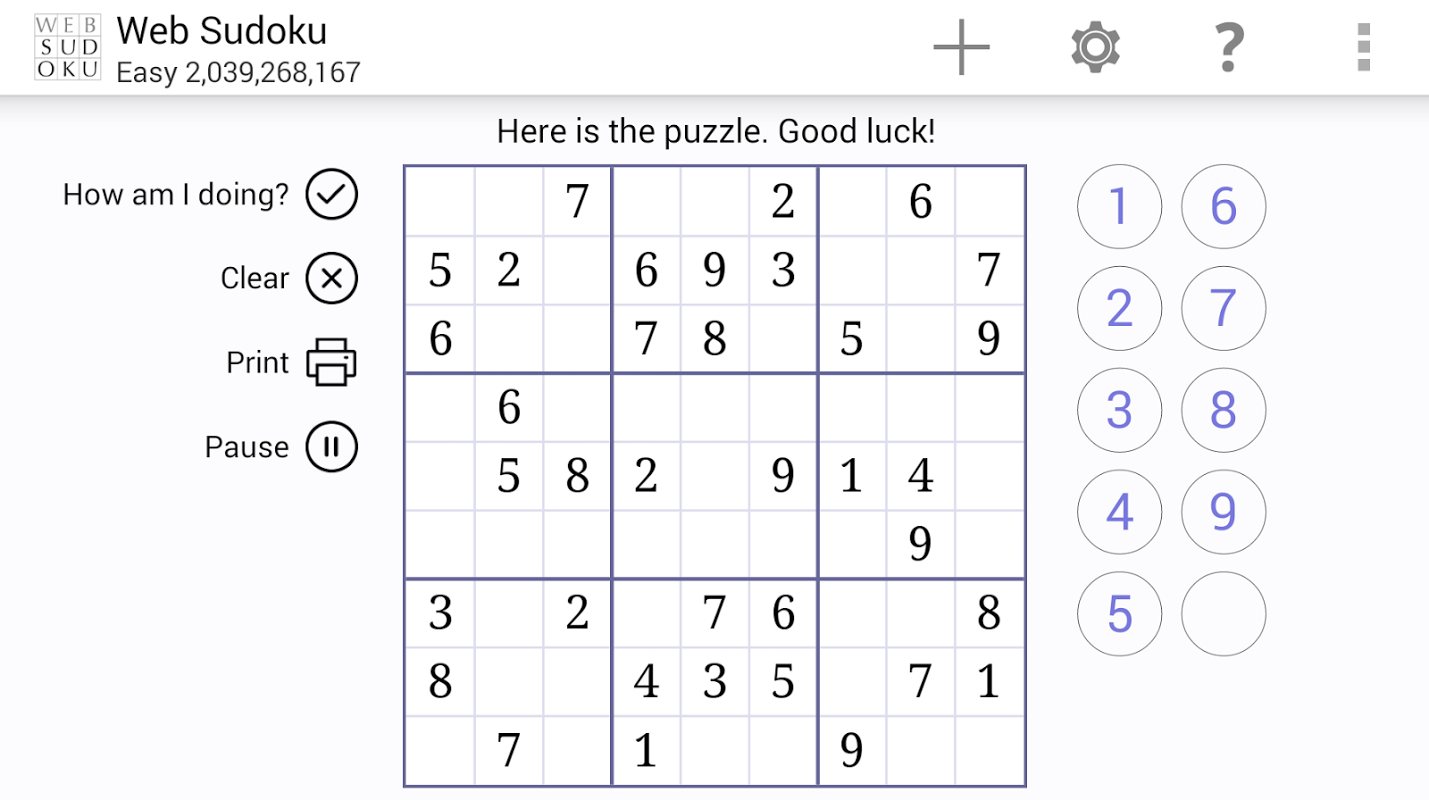 WEB
SUD
OKU
Web Sudoku
Easy 2,039,268,167
Here is the puzzle. Good luck!
How am I doing?
Clear
Print
Pause
7 2 6
5 2 6 9 3 7
6 7 8 5 9
6
5 8 2 9 1 4
9
3 2 7 6 8
8 4 3 5 7 1
7 1 9
1 6
2 7
3 8
4 9
5